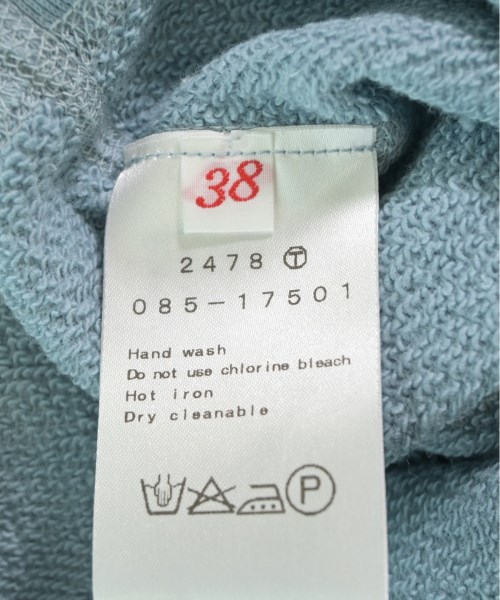 38
2478 Ⓣ
085-17501
Hand wash
Do not use chlorine bleach
Hot iron
Dry cleanable
P